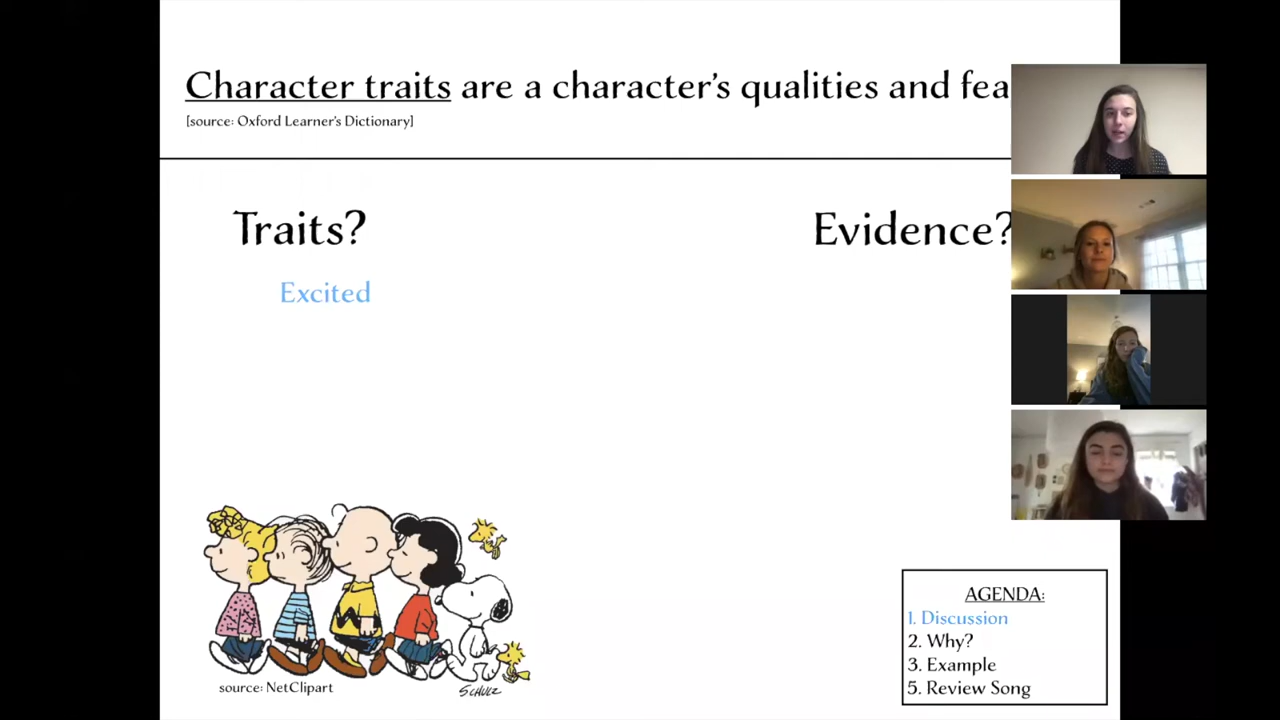 Character traits are a character's qualities and fea
[source: Oxford Learner's Dictionary]
Traits?
Evidence?
Excited
AGENDA:
1. Discussion
2. Why?
3. Example
5. Review Song
source: NetClipart
SCHULZ